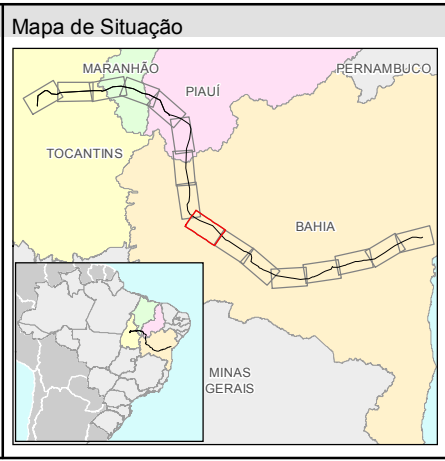 Mapa de Situação
MARANHÃO
PERNAMBUCO
PIAUÍ
TOCANTINS
BAHIA
MINAS
GERAIS